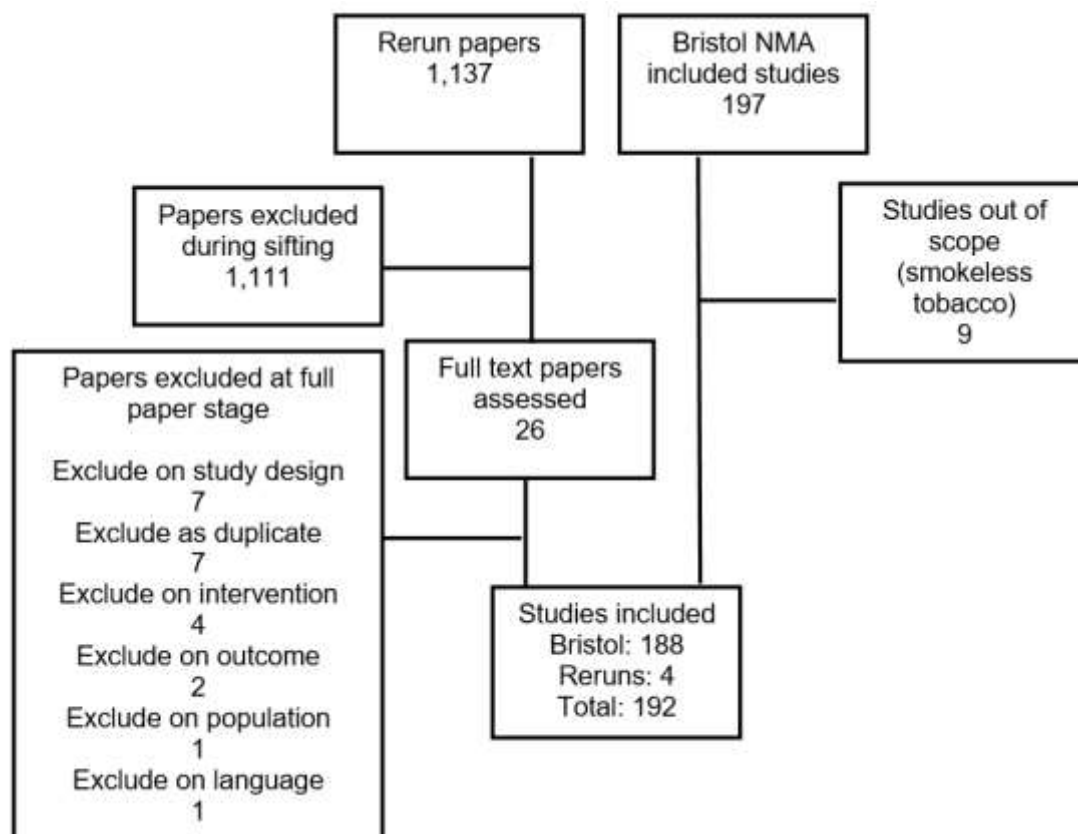 Rerun papers
1,137
Bristol NMA
included studies
197
Papers excluded
during sifting
1,111
Studies out of
scope
(smokeless
tobacco)
9
Full text papers
assessed
26
Papers excluded at full
paper stage
Exclude on study design
7
Exclude as duplicate
7
Exclude on intervention
4
Exclude on outcome
2
Exclude on population
1
Exclude on language
1
Studies included
Bristol: 188
Reruns: 4
Total: 192